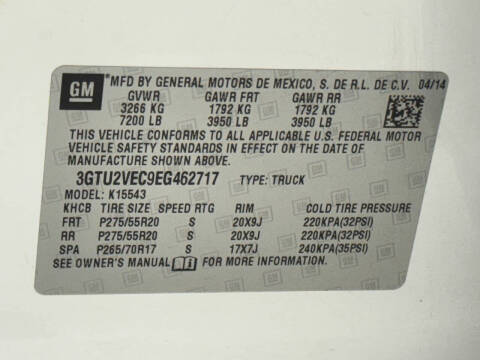 GM
*MFD BY GENERAL MOTORS DE MEXICO, S. DE R.L. DE C.V. 04/14
GVWR GAWR FRT GAWR RR
3266 KG 1792 KG 1792 KG
7200 LB 3950 LB 3950 LB
THIS VEHICLE CONFORMS TO ALL APPLICABLE U.S. FEDERAL MOTOR
VEHICLE SAFETY STANDARDS IN EFFECT ON THE DATE OF
MANUFACTURE SHOWN ABOVE.
3GTU2VEC9EG462717 TYPE: TRUCK
MODEL: K15543
KHCB TIRE SIZE SPEED RTG RIM COLD TIRE PRESSURE
FRT P275/55R20 S 20X9J 220KPA(32PSI)
RR P275/55R20 S 20X9J 220KPA(32PSI)
SPA P265/70R17 S 17X7J 240KPA(35PSI)
SEE OWNER'S MANUAL FOR MORE INFORMATION.